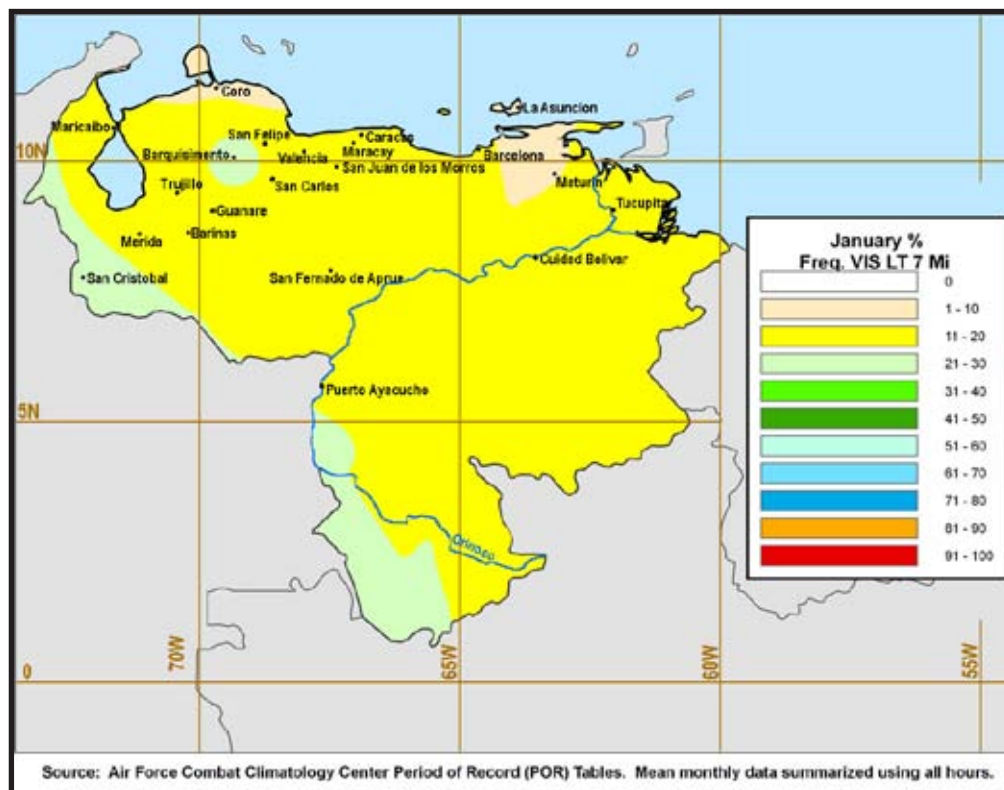 Coro
La Asuncion
Maricaibo
San Felipe
Caracas
10N
Barquisimento
Valencia
Maracay
Barcelona
San Juan de los Morros
Trujillo
San Carlos
Maturin
Guanare
Tucupita
Merida
Barinas
San Cristobal
San Fernado de Aprue
Cuidad Bolivar
January %
Freq. VIS LT 7 Mi
0
1 - 10
11 - 20
21 - 30
31 - 40
41 - 50
51 - 60
61 - 70
71 - 80
81 - 90
91 - 100
Puerto Ayacucho
5N
Orinoso
70W
65W
60W
55W
0
Source: Air Force Combat Climatology Center Period of Record (POR) Tables. Mean monthly data summarized using all hours.